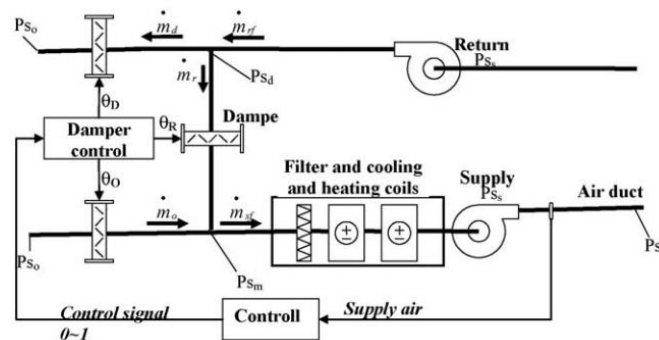 Ps₀
ṁ_d
ṁ_rf
Return
Ps_s
ṁ_r
Ps_d
θ_D
θ_R
Dampe
Damper
control
θ_O
Filter and cooling
and heating coils
Supply
Ps_s
Air duct
ṁ_o
ṁ_sf
Ps_o
Ps_m
Ps
Control signal
0~1
Controll
Supply air